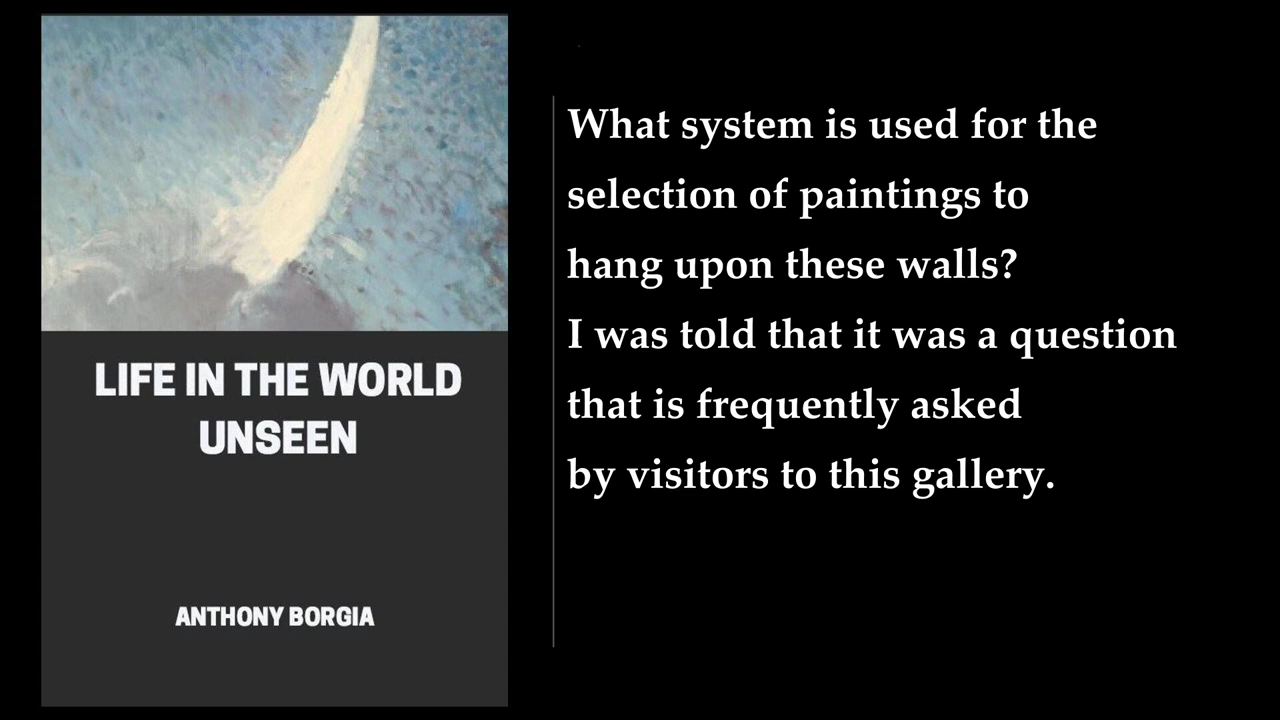 LIFE IN THE WORLD
UNSEEN
ANTHONY BORGIA
What system is used for the
selection of paintings to
hang upon these walls?
I was told that it was a question
that is frequently asked
by visitors to this gallery.